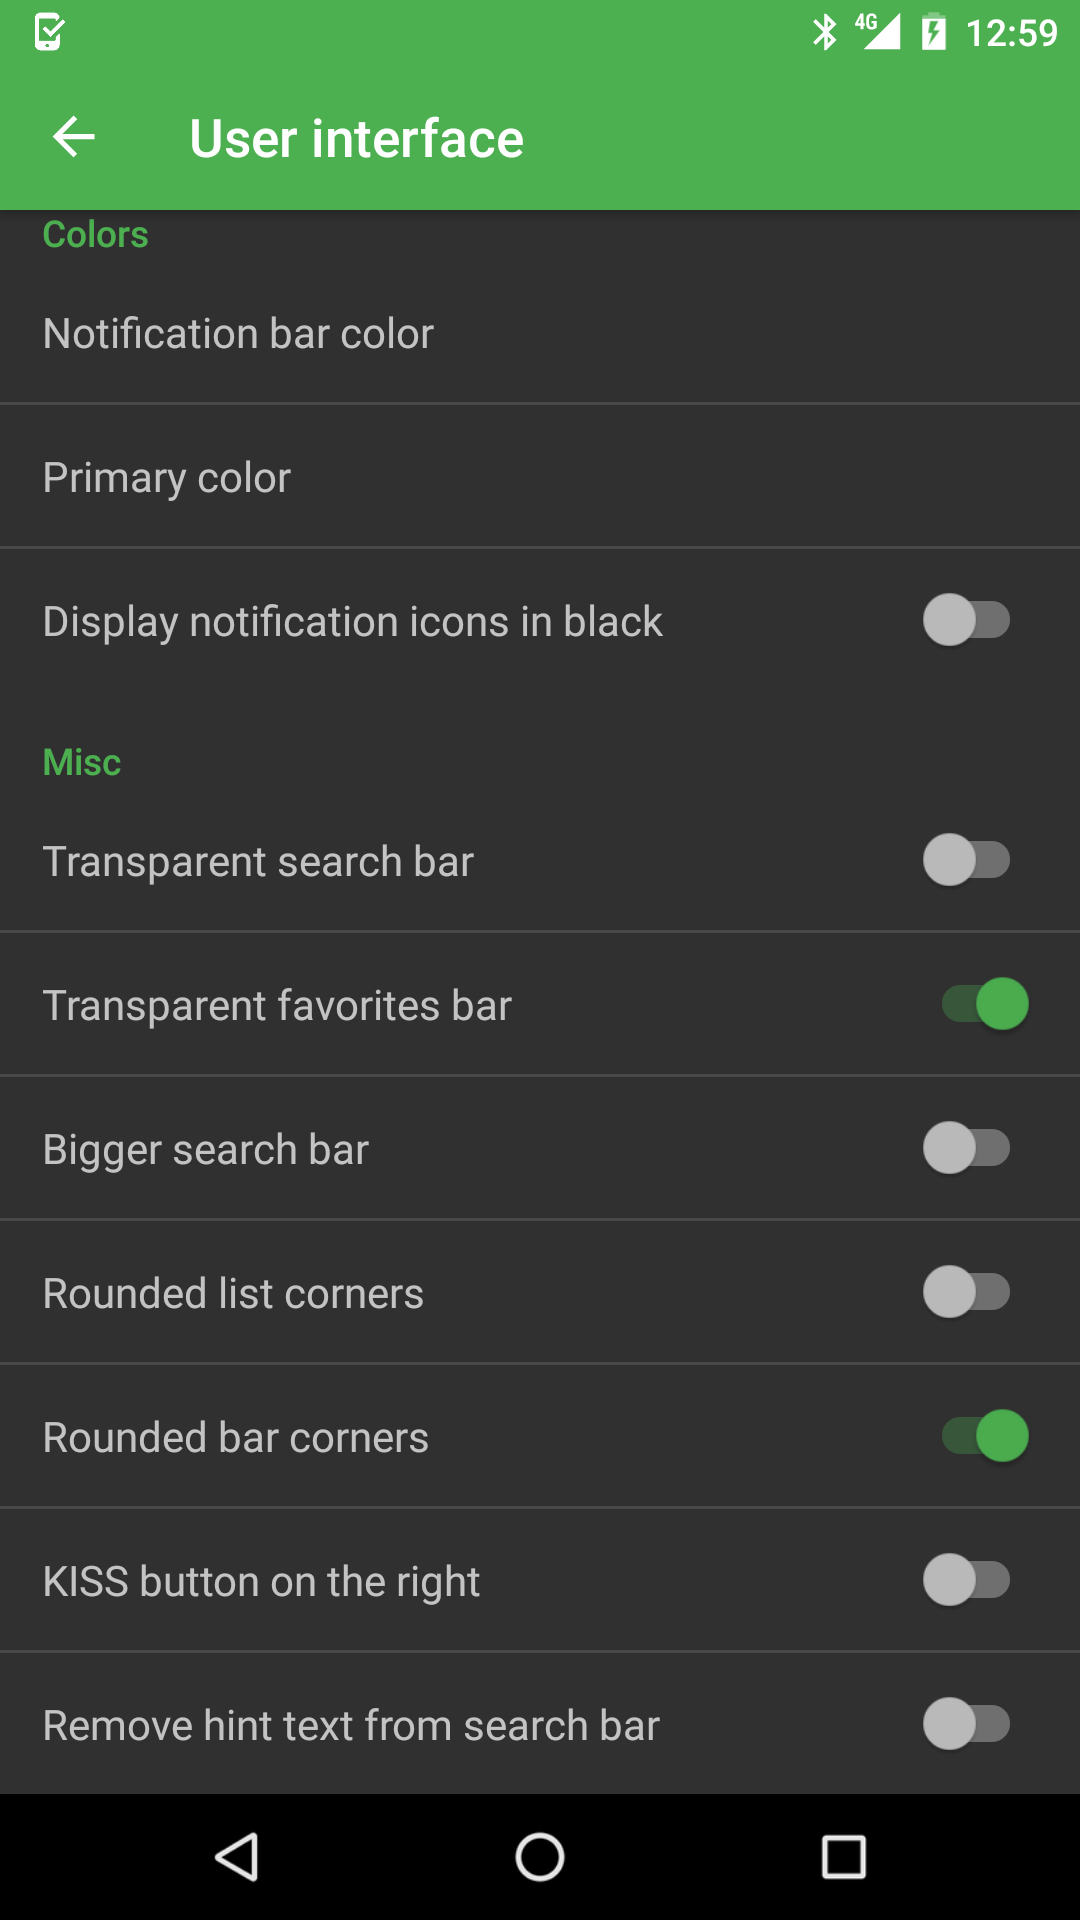 4G 12:59
User interface
Colors
Notification bar color
Primary color
Display notification icons in black
Misc
Transparent search bar
Transparent favorites bar
Bigger search bar
Rounded list corners
Rounded bar corners
KISS button on the right
Remove hint text from search bar